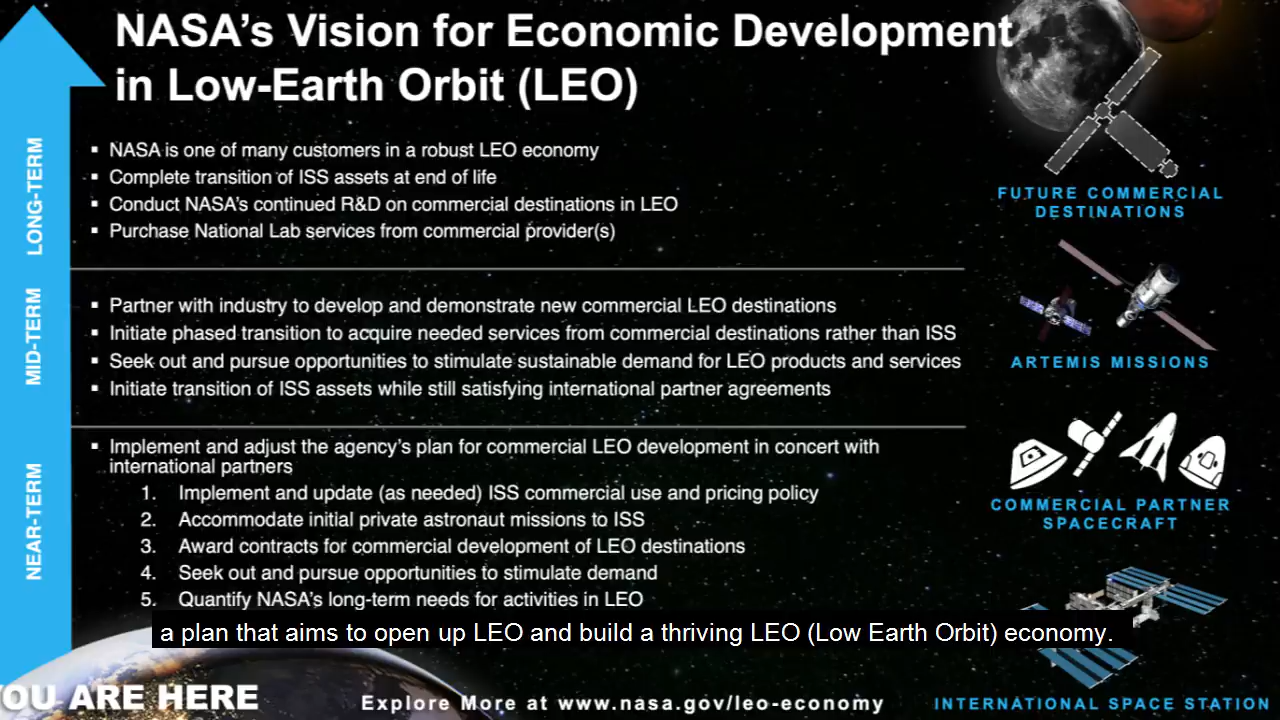 NASA's Vision for Economic Development
in Low-Earth Orbit (LEO)
LONG-TERM
▪ NASA is one of many customers in a robust LEO economy
▪ Complete transition of ISS assets at end of life
▪ Conduct NASA's continued R&D on commercial destinations in LEO
▪ Purchase National Lab services from commercial provider(s)
FUTURE COMMERCIAL
DESTINATIONS
MID-TERM
▪ Partner with industry to develop and demonstrate new commercial LEO destinations
▪ Initiate phased transition to acquire needed services from commercial destinations rather than ISS
▪ Seek out and pursue opportunities to stimulate sustainable demand for LEO products and services
▪ Initiate transition of ISS assets while still satisfying international partner agreements
ARTEMIS MISSIONS
NEAR-TERM
▪ Implement and adjust the agency's plan for commercial LEO development in concert with
international partners
1. Implement and update (as needed) ISS commercial use and pricing policy
2. Accommodate initial private astronaut missions to ISS
3. Award contracts for commercial development of LEO destinations
4. Seek out and pursue opportunities to stimulate demand
5. Quantify NASA's long-term needs for activities in LEO
COMMERCIAL PARTNER
SPACECRAFT
a plan that aims to open up LEO and build a thriving LEO (Low Earth Orbit) economy.
YOU ARE HERE
Explore More at www.nasa.gov/leo-economy
INTERNATIONAL SPACE STATION